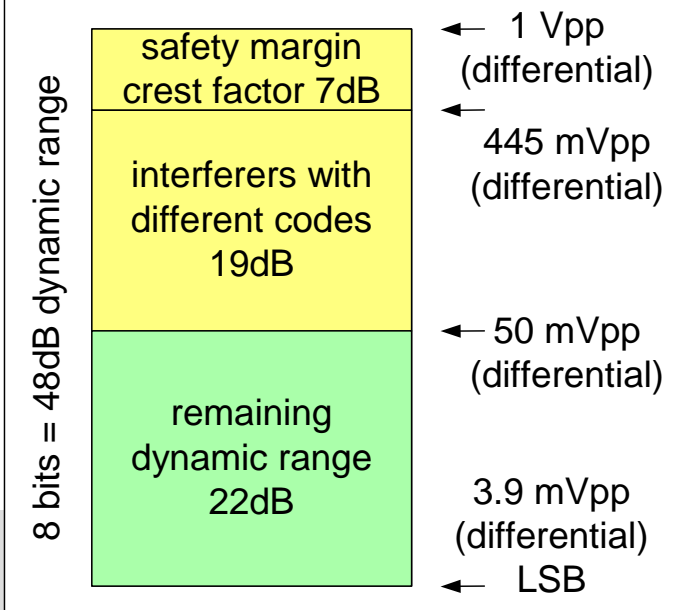 8 bits = 48dB dynamic range
safety margin
crest factor 7dB
interferers with
different codes
19dB
remaining
dynamic range
22dB
1 Vpp
(differential)
445 mVpp
(differential)
50 mVpp
(differential)
3.9 mVpp
(differential)
LSB